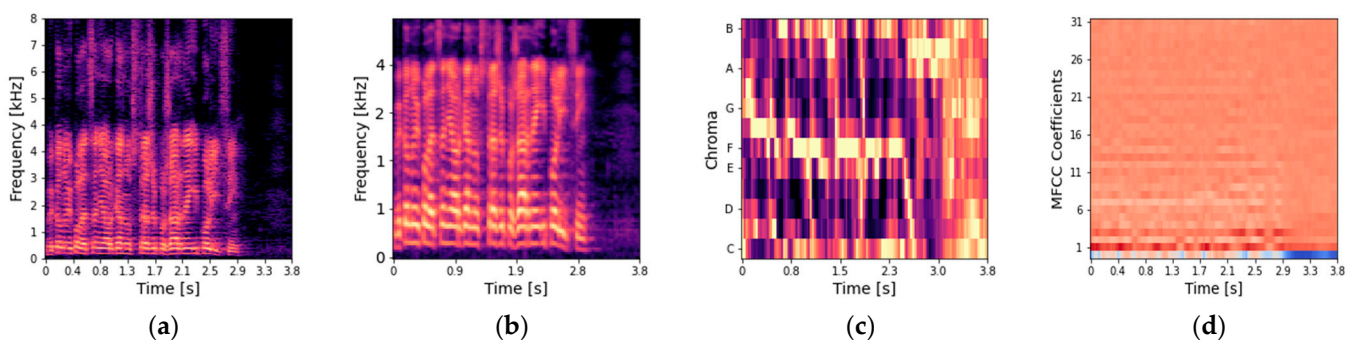 8
7
6
5
4
3
2
1
0
Frequency [kHz]
0 0.4 0.8 1.3 1.7 2.1 2.5 2.9 3.3 3.8
Time [s]
(a)
4
2
1
1
0
Frequency [kHz]
0 0.9 1.9 2.8 3.8
Time [s]
(b)
B
A
G
F
E
D
C
Chroma
0 0.8 1.5 2.3 3.0 3.8
Time [s]
(c)
31
26
21
16
11
6
1
MFCC Coefficients
0 0.4 0.8 1.3 1.7 2.1 2.5 2.9 3.3 3.8
Time [s]
(d)